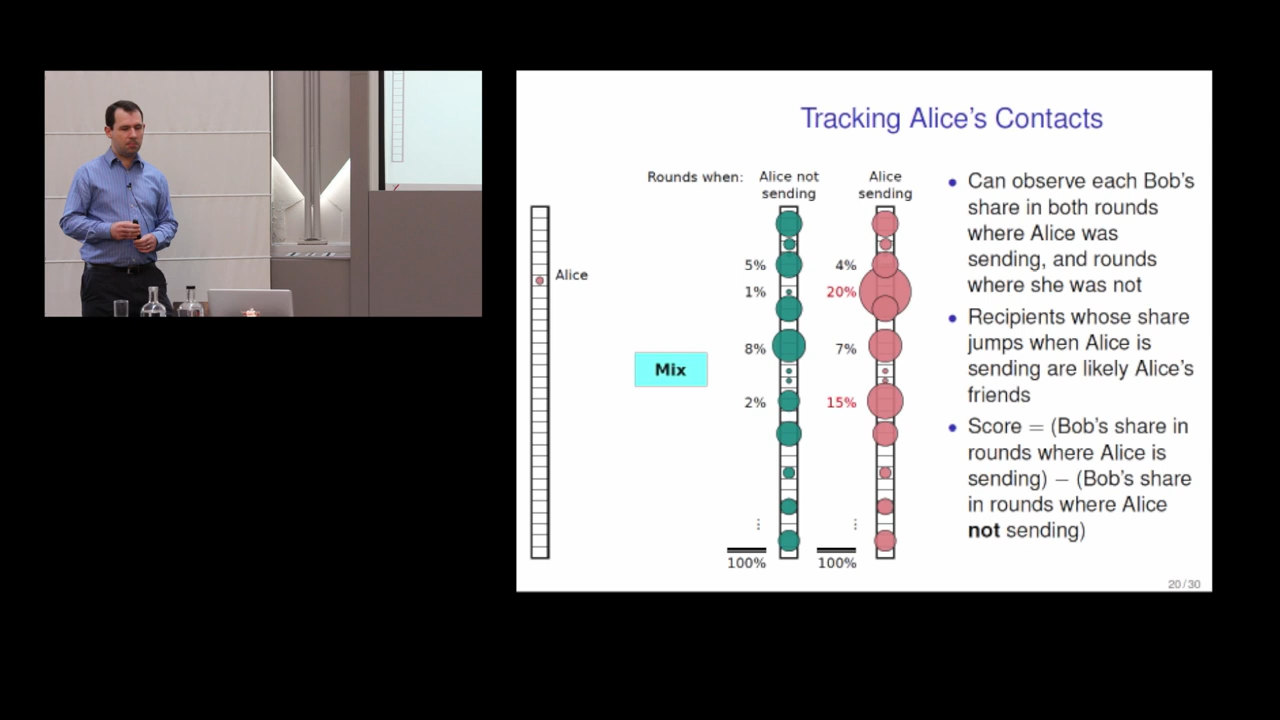 Tracking Alice's Contacts
Rounds when:
Alice not
sending
Alice
sending
Alice
Mix
5%
1%
8%
2%
⋮
100%
4%
20%
7%
15%
⋮
100%
• Can observe each Bob's
share in both rounds
where Alice was
sending, and rounds
where she was not
• Recipients whose share
jumps when Alice is
sending are likely Alice's
friends
• Score = (Bob's share in
rounds where Alice is
sending) − (Bob's share
in rounds where Alice
not sending)
20/30